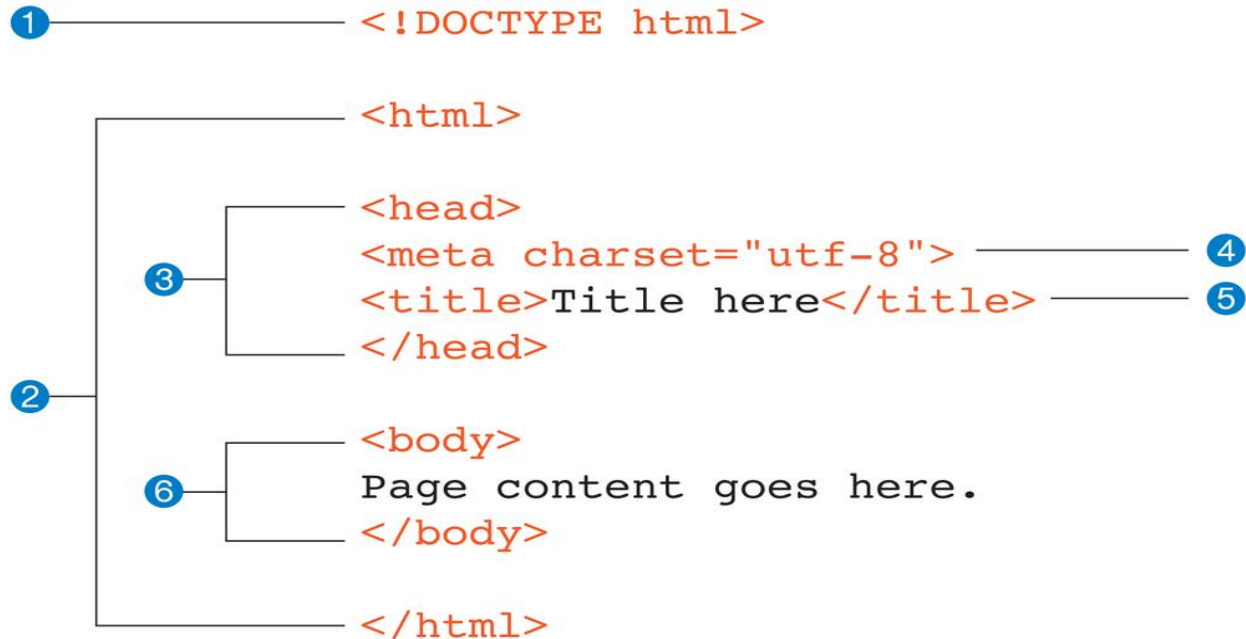 1 <!DOCTYPE html>
<html>
<head>
<meta charset="utf-8"> 4
3
<title>Title here</title> 5
</head>
2
<body>
6 Page content goes here.
</body>
</html>